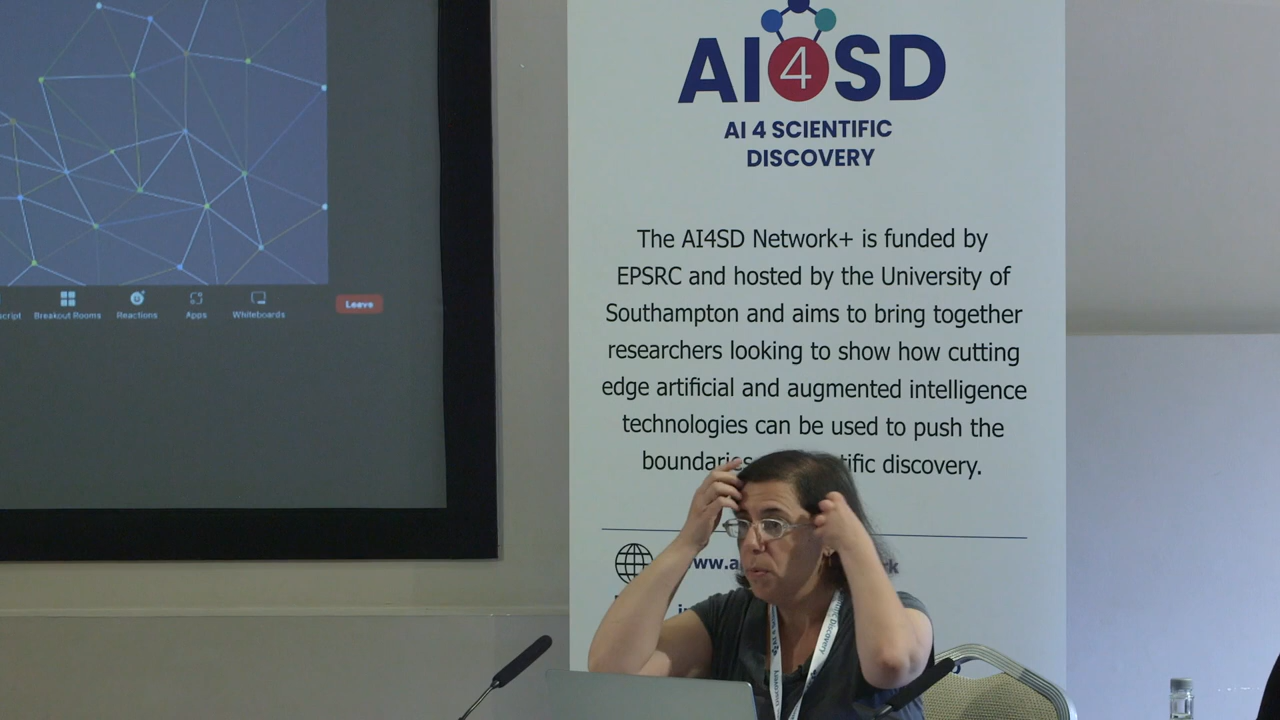 AI4SD
AI 4 SCIENTIFIC
DISCOVERY
The AI4SD Network+ is funded by
EPSRC and hosted by the University of
Southampton and aims to bring together
researchers looking to show how cutting
edge artificial and augmented intelligence
technologies can be used to push the
discovery.
Breakout Rooms
Reactions
Apps
Whiteboards
Leave
Discovery